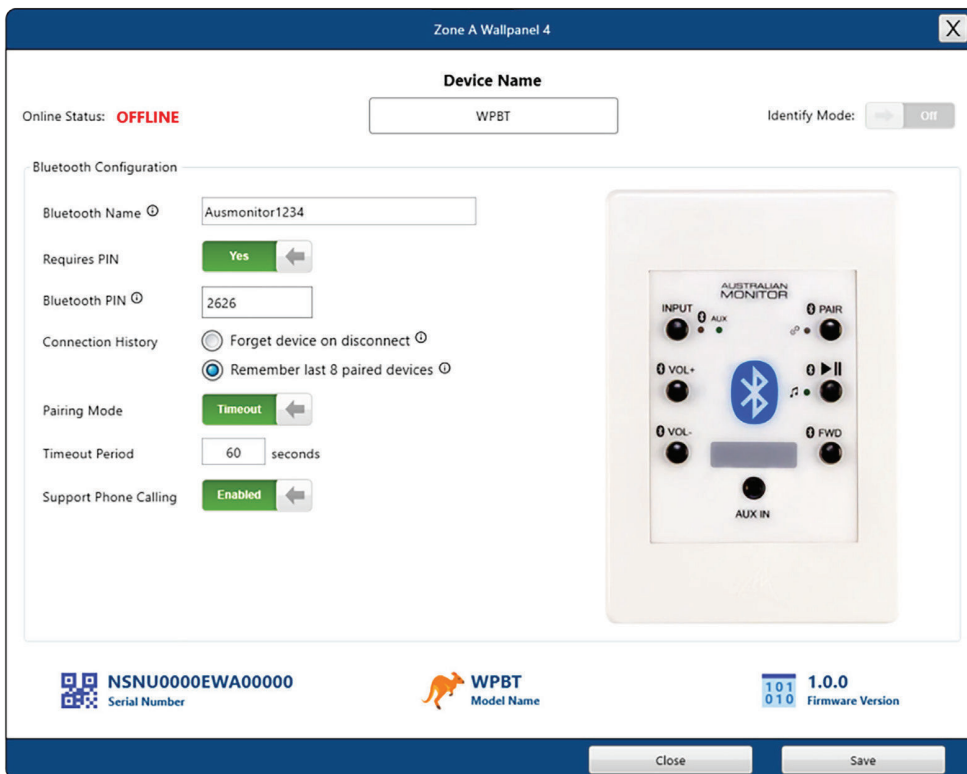 Zone A Wallpanel 4
X
Device Name
Online Status: OFFLINE
WPBT
Identify Mode: Off
Bluetooth Configuration
Bluetooth Name
Ausmonitor1234
Requires PIN
Yes
Bluetooth PIN
2626
Connection History
Forget device on disconnect
Remember last 8 paired devices
Pairing Mode
Timeout
Timeout Period
60 seconds
Support Phone Calling
Enabled
AUSTRALIAN
MONITOR
INPUT
AUX
PAIR
VOL+
VOL-
FWD
AUX IN
NSNU0000EWA00000
Serial Number
WPBT
Model Name
101
010
1.0.0
Firmware Version
Close
Save